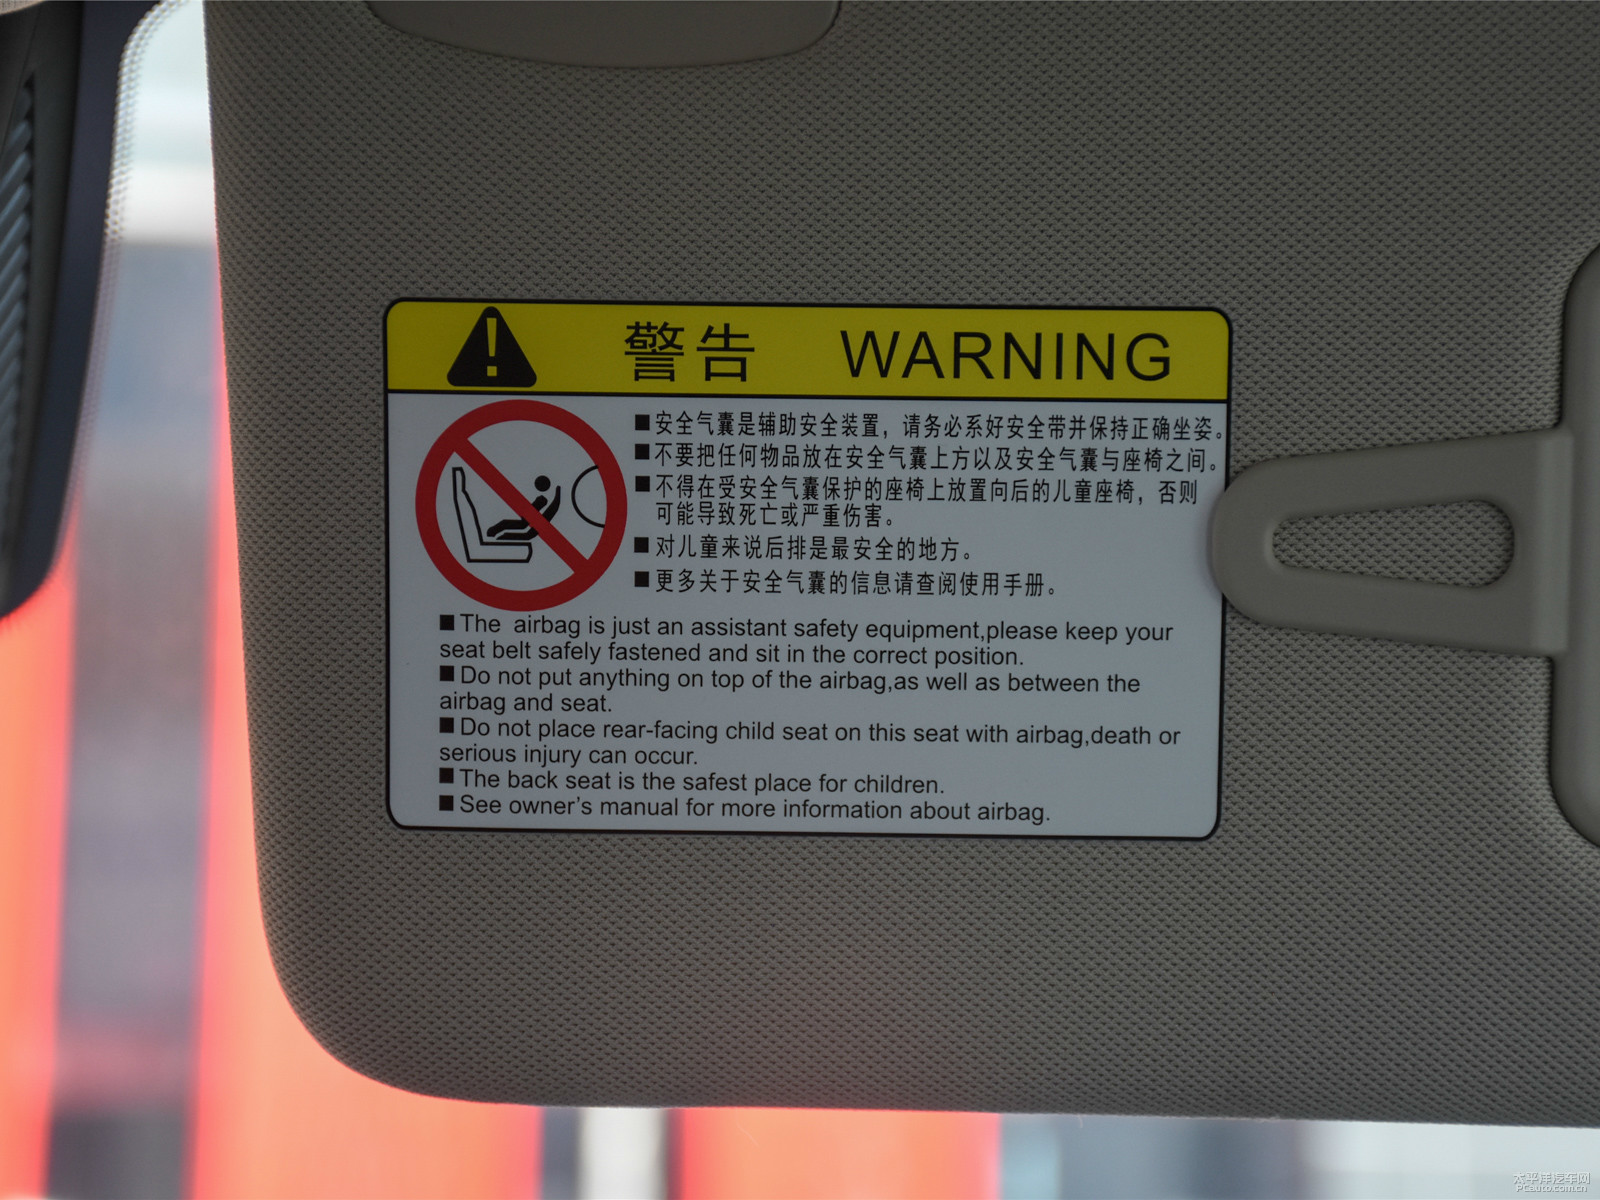 警告 WARNING
■安全气囊是辅助安全装置，请务必系好安全带并保持正确坐姿。
■不要把任何物品放在安全气囊上方以及安全气囊与座椅之间。
■不得在受安全气囊保护的座椅上放置向后的儿童座椅，否则
可能导致死亡或严重伤害。
■对儿童来说后排是最安全的地方。
■更多关于安全气囊的信息请查阅使用手册。
■The airbag is just an assistant safety equipment,please keep your
seat belt safely fastened and sit in the correct position.
■Do not put anything on top of the airbag,as well as between the
airbag and seat.
■Do not place rear-facing child seat on this seat with airbag,death or
serious injury can occur.
■The back seat is the safest place for children.
■See owner's manual for more information about airbag.
太平洋汽车网
PCauto.com.cn